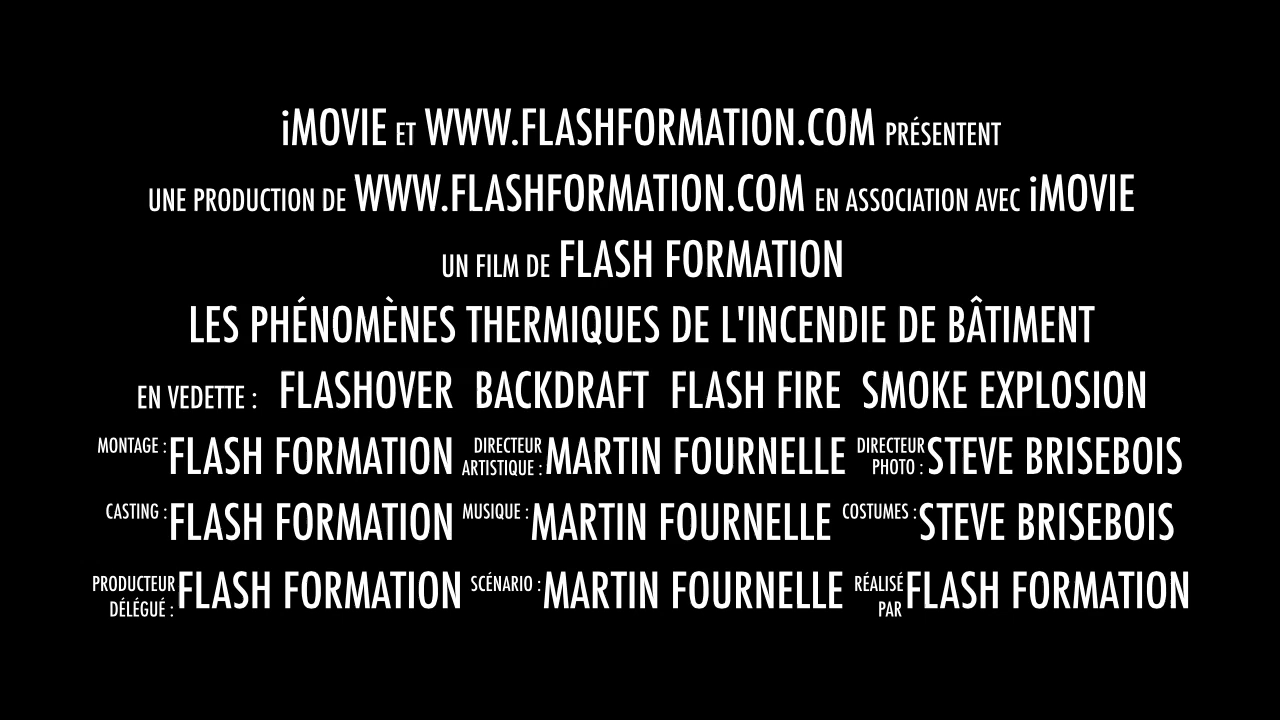 iMOVIE ET WWW.FLASHFORMATION.COM PRÉSENTENT
UNE PRODUCTION DE WWW.FLASHFORMATION.COM EN ASSOCIATION AVEC iMOVIE
UN FILM DE FLASH FORMATION
LES PHÉNOMÈNES THERMIQUES DE L'INCENDIE DE BÂTIMENT
EN VEDETTE : FLASHOVER BACKDRAFT FLASH FIRE SMOKE EXPLOSION
MONTAGE : FLASH FORMATION DIRECTEUR ARTISTIQUE : MARTIN FOURNELLE DIRECTEUR PHOTO : STEVE BRISEBOIS
CASTING : FLASH FORMATION MUSIQUE : MARTIN FOURNELLE COSTUMES : STEVE BRISEBOIS
PRODUCTEUR DÉLÉGUÉ : FLASH FORMATION SCÉNARIO : MARTIN FOURNELLE RÉALISÉ PAR FLASH FORMATION